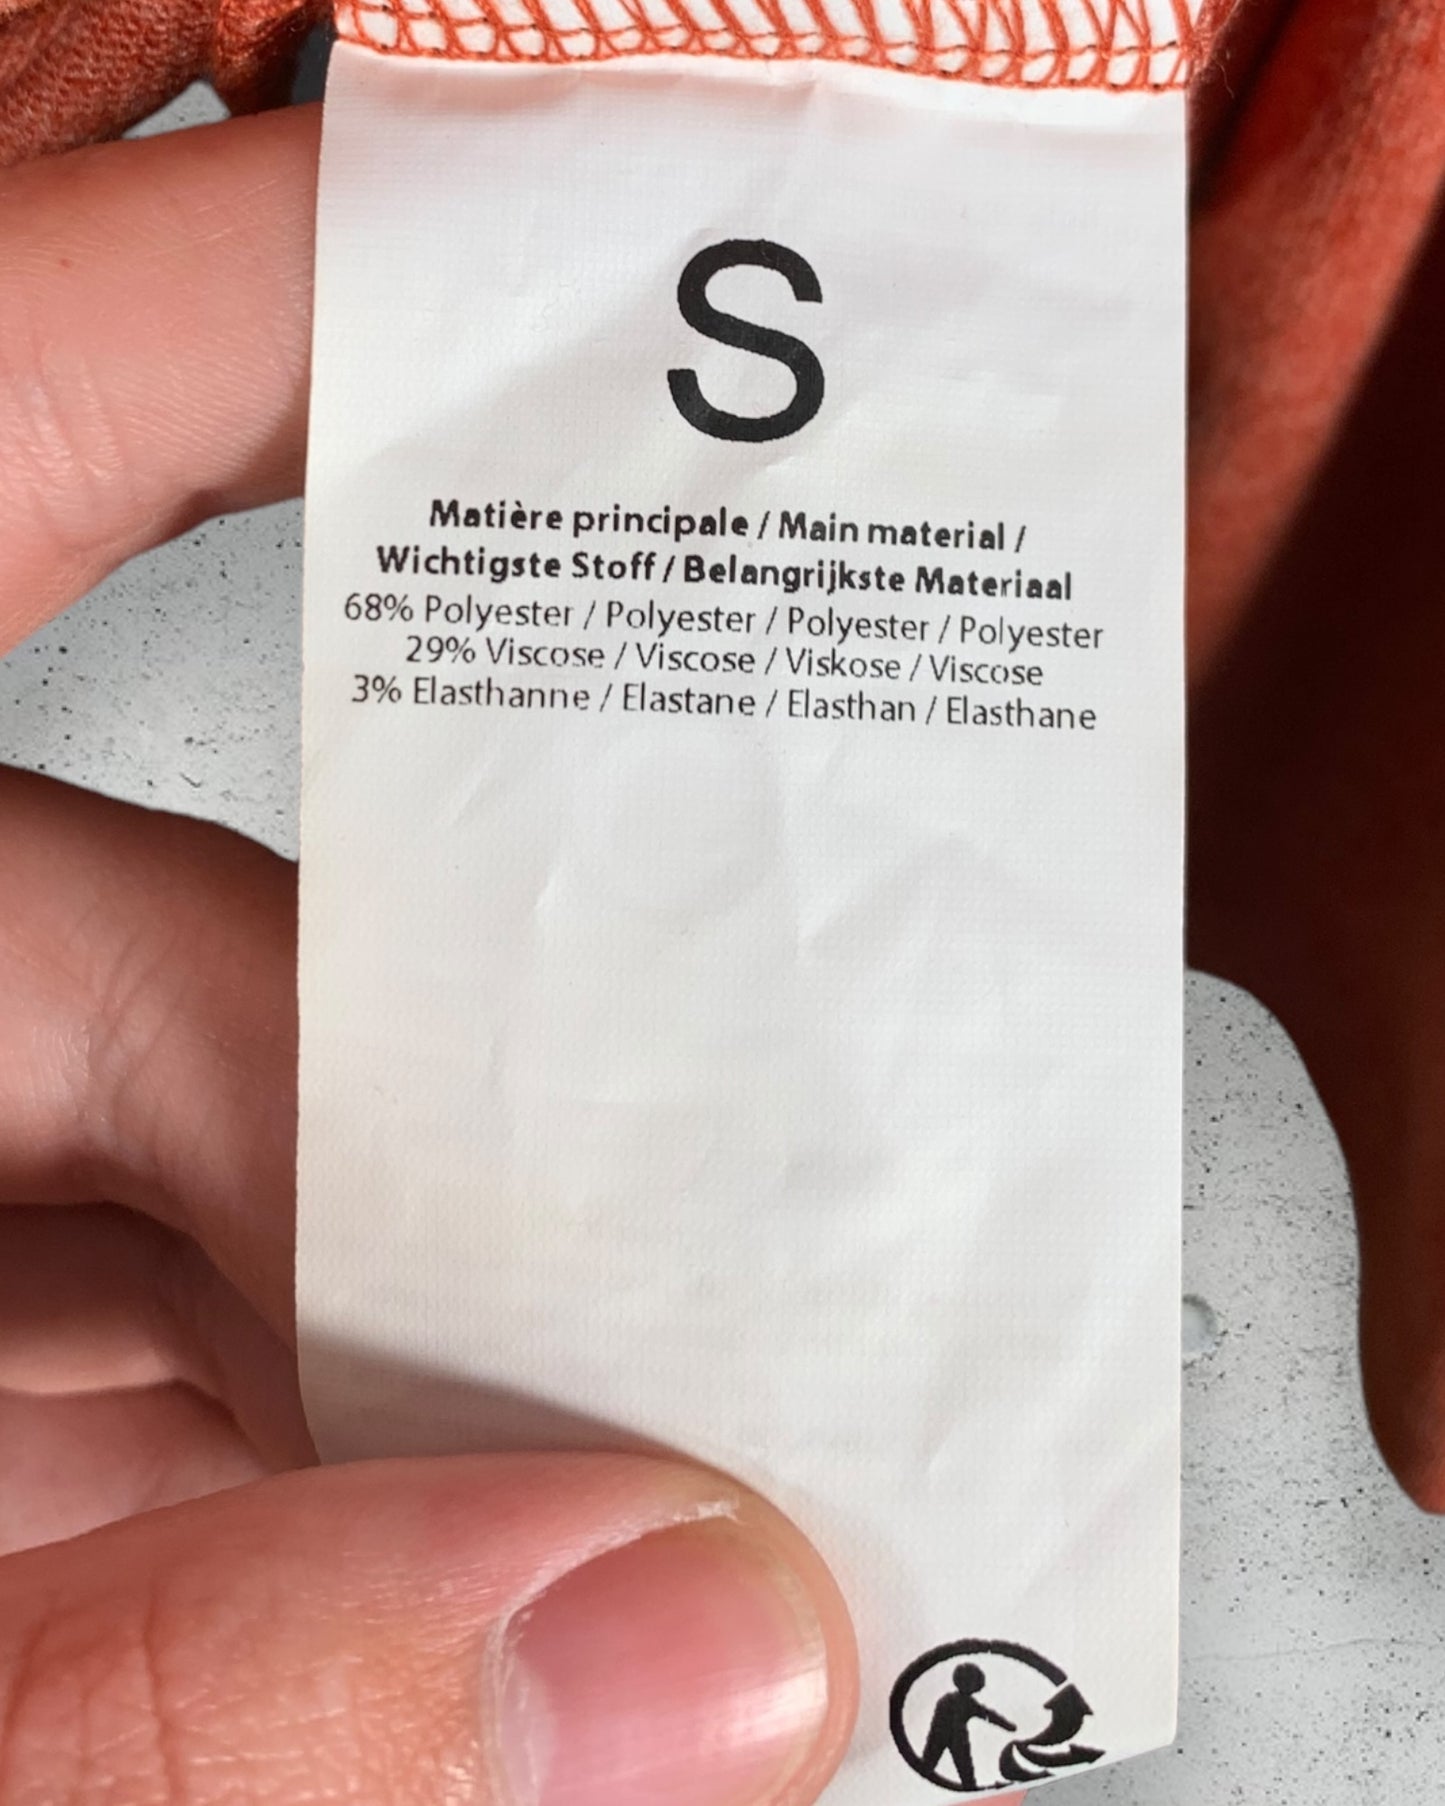 S
Matière principale / Main material /
Wichtigste Stoff / Belangrijkste Materiaal
68% Polyester / Polyester / Polyester / Polyester
29% Viscose / Viscose / Viskose / Viscose
3% Elasthanne / Elastane / Elasthan / Elasthane